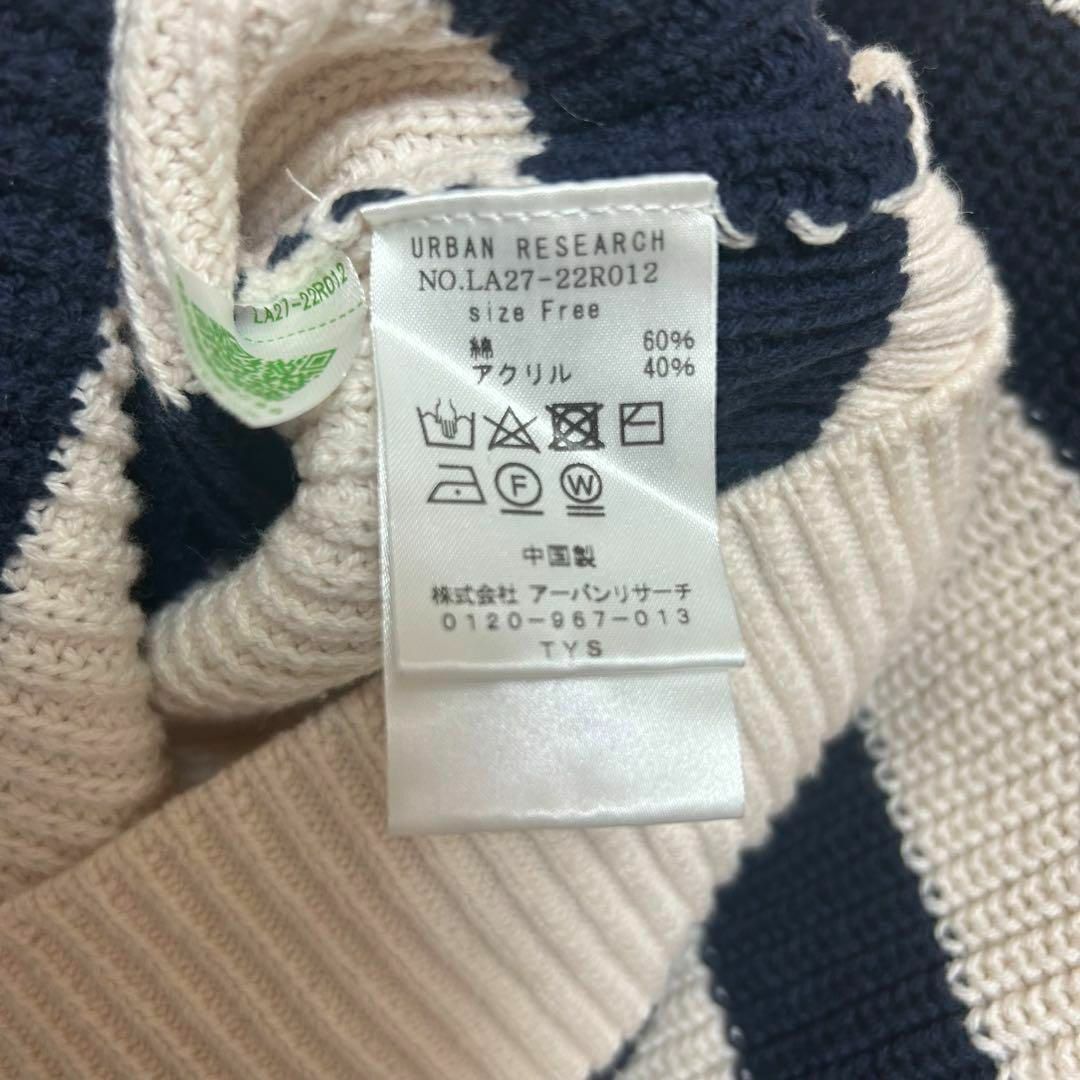 URBAN RESEARCH
NO.LA27-22R012
size Free
綿 60%
アクリル 40%
F W
中国製
株式会社 アーバンリサーチ
0120-967-013
TYS
LA27-22R012